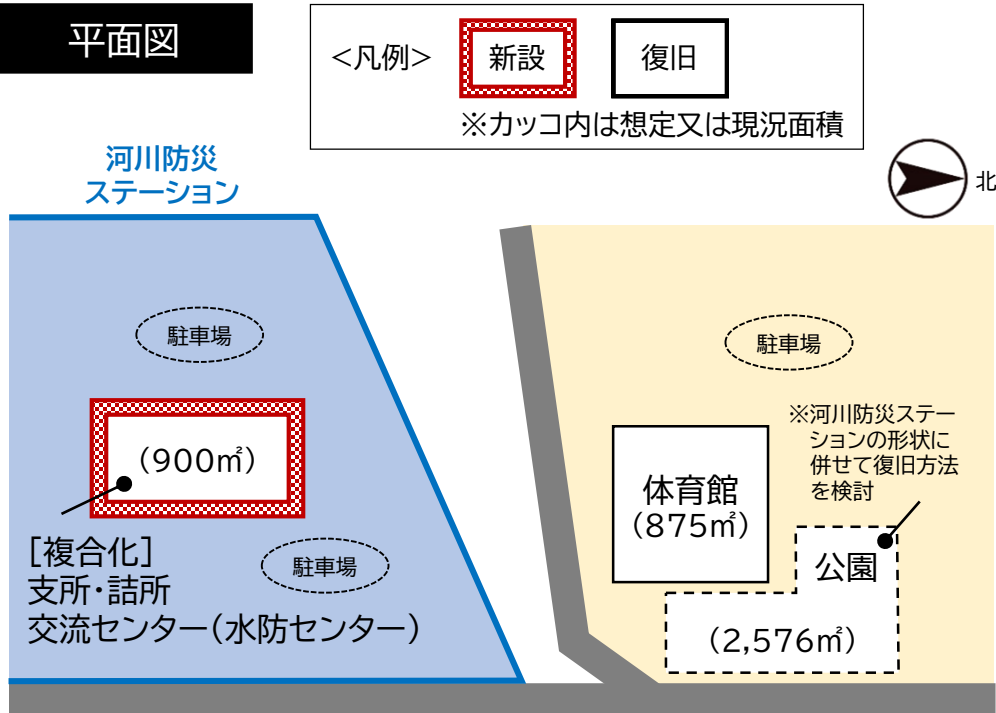 平面図
<凡例>
新設
復旧
※カッコ内は想定又は現況面積
北
河川防災
ステーション
駐車場
(900㎡)
[複合化]
支所・詰所
交流センター(水防センター)
駐車場
駐車場
※河川防災ステー
ションの形状に
併せて復旧方法
を検討
体育館
(875㎡)
公園
(2,576㎡)